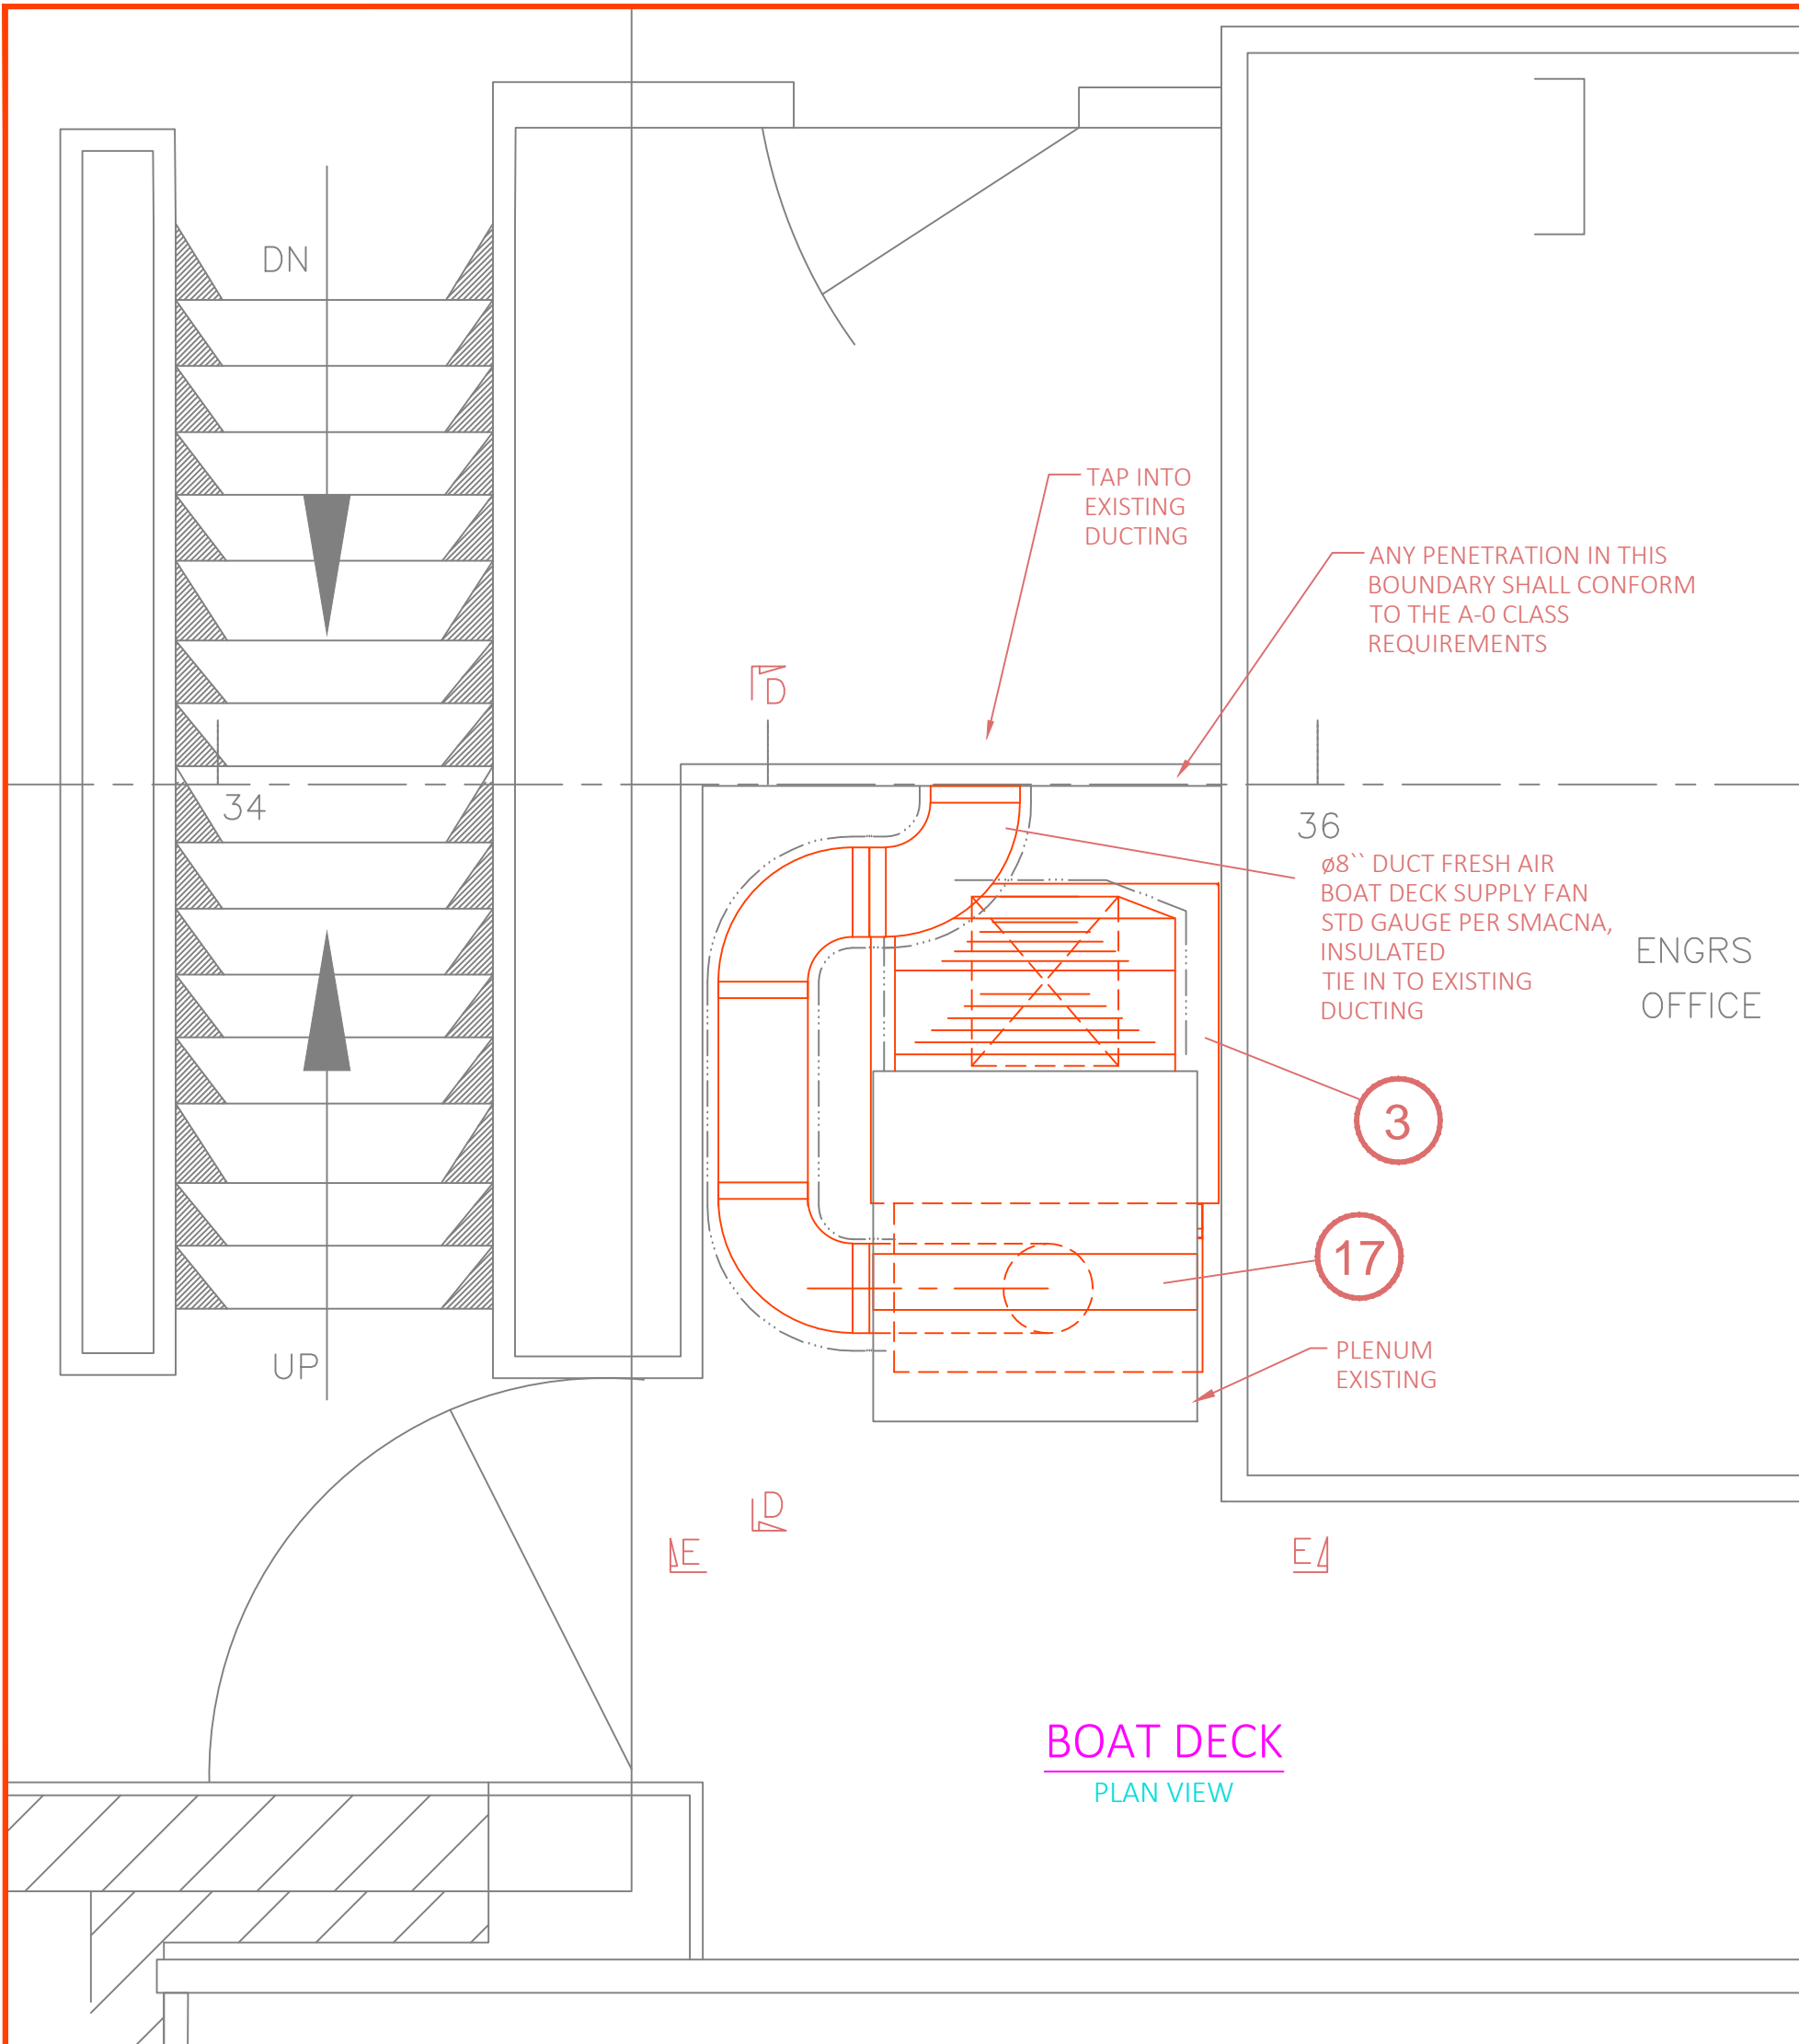 DN
TAP INTO
EXISTING
DUCTING
ANY PENETRATION IN THIS
BOUNDARY SHALL CONFORM
TO THE A-0 CLASS
REQUIREMENTS
D
34
36
ø8`` DUCT FRESH AIR
BOAT DECK SUPPLY FAN
STD GAUGE PER SMACNA,
INSULATED
TIE IN TO EXISTING
DUCTING
ENGRS
OFFICE
3
17
PLENUM
EXISTING
UP
D
E
E
BOAT DECK
PLAN VIEW